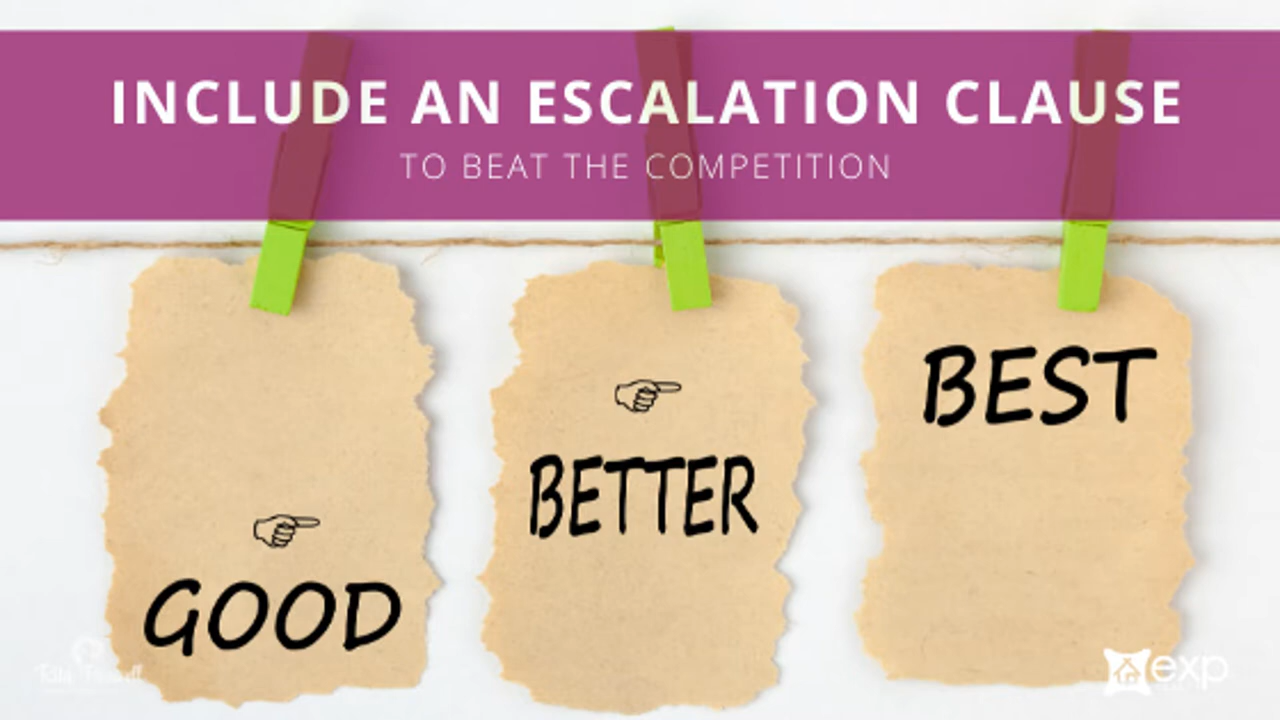 INCLUDE AN ESCALATION CLAUSE
TO BEAT THE COMPETITION
GOOD
BETTER
BEST
exp